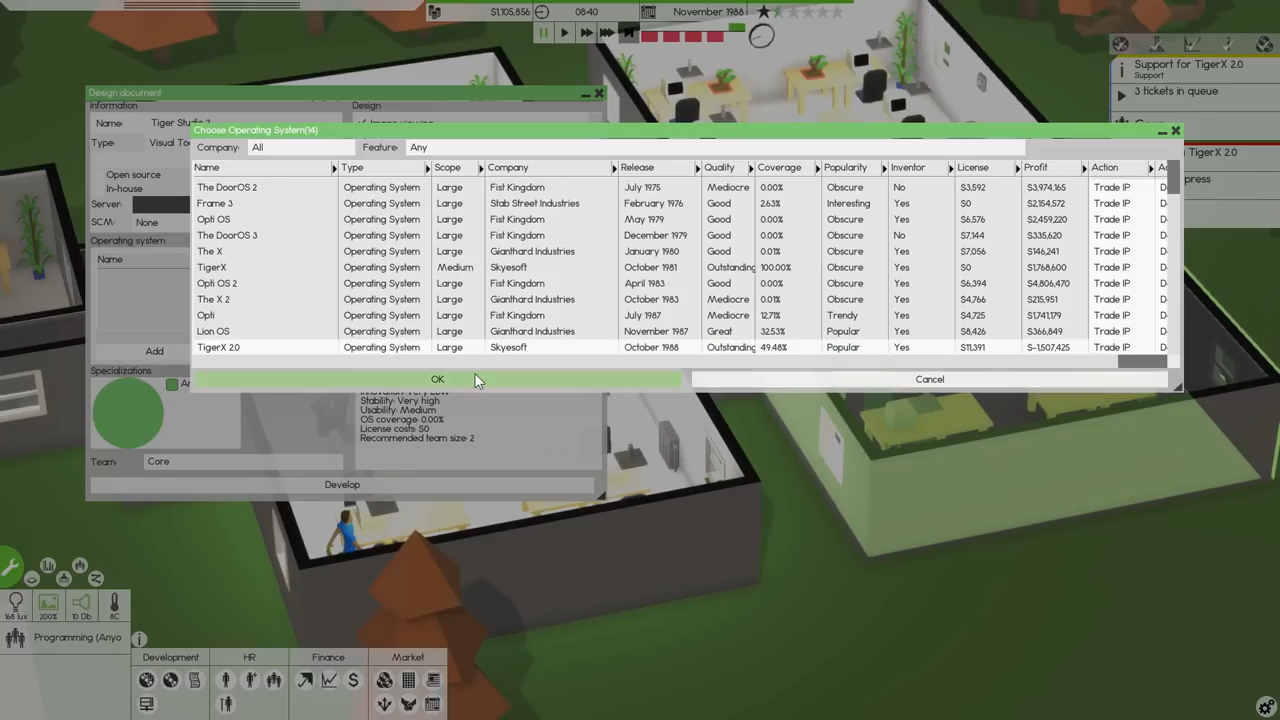 $1,105,856 08:40 November 1988
Support for TigerX 2.0
Support
3 tickets in queue
TigerX 2.0
press
Design document
Information Design
Name: Tiger Studio 2
Type: Visual Too
Open source
In-house
Server:
SCM: None
Operating system
Name
Add
Specializations
Ar
Team: Core
Develop
Stability: Very high
Usability: Medium
OS coverage: 0.00%
License costs: $0
Recommended team size: 2
Choose Operating System(14)
Company: All Feature: Any
Name Type Scope Company Release Quality Coverage Popularity Inventor License Profit Action Ac
The DoorOS 2 Operating System Large Fist Kingdom July 1975 Mediocre 0.00% Obscure No $3,592 $3,974,165 Trade IP D
Frame 3 Operating System Large Stab Street Industries February 1976 Good 2.63% Interesting Yes $0 $2,154,572 Trade IP D
Opti OS Operating System Large Fist Kingdom May 1979 Good 0.00% Obscure Yes $6,576 $2,459,220 Trade IP D
The DoorOS 3 Operating System Large Fist Kingdom December 1979 Good 0.00% Obscure No $7,144 $335,620 Trade IP D
The X Operating System Large Gianthard Industries January 1980 Good 0.01% Obscure Yes $7,056 $146,241 Trade IP D
TigerX Operating System Medium Skyesoft October 1981 Outstanding 100.00% Obscure Yes $0 $1,768,600 Trade IP D
Opti OS 2 Operating System Large Fist Kingdom April 1983 Good 0.00% Obscure Yes $6,394 $4,806,470 Trade IP D
The X 2 Operating System Large Gianthard Industries October 1983 Mediocre 0.01% Obscure Yes $4,766 $215,951 Trade IP D
Opti Operating System Large Fist Kingdom July 1987 Mediocre 12.71% Trendy Yes $4,725 $1,741,179 Trade IP D
Lion OS Operating System Large Gianthard Industries November 1987 Great 32.53% Popular Yes $8,426 $366,849 Trade IP D
TigerX 2.0 Operating System Large Skyesoft October 1988 Outstanding 49.48% Popular Yes $11,391 $-1,507,425 Trade IP D
OK Cancel
168 lux 200% 10 Db 8C
Programming (Anyo
Development HR Finance Market